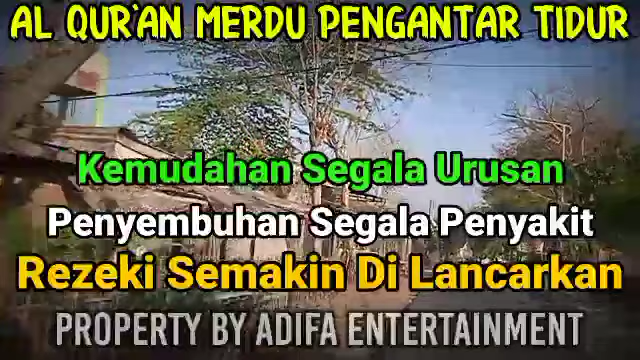 AL QUR'AN MERDU PENGANTAR TIDUR
Kemudahan Segala Urusan
Penyembuhan Segala Penyakit
Rezeki Semakin Di Lancarkan
PROPERTY BY ADIFA ENTERTAINMENT